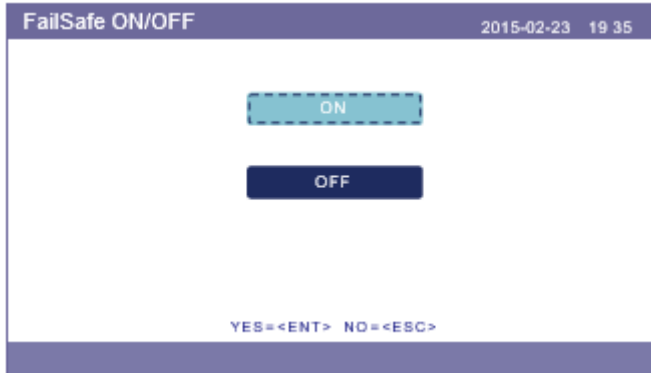 FailSafe ON/OFF
2015-02-23 19 35
ON
OFF
YES=<ENT> NO=<ESC>